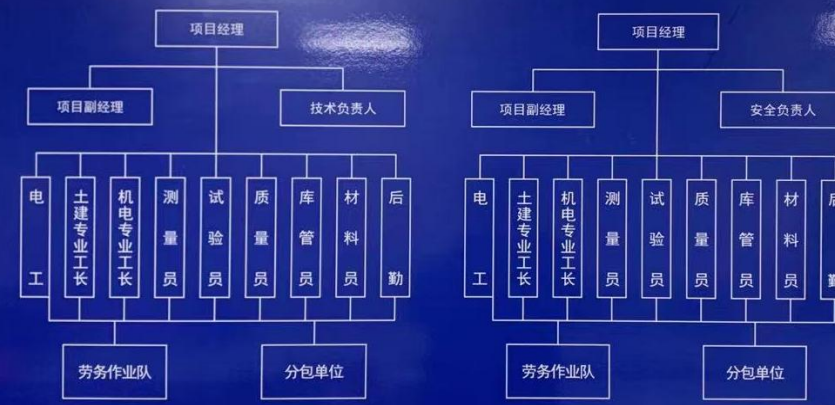 项目经理
项目副经理
技术负责人
电工
土建专业工长
机电专业工长
测量员
试验员
质量员
库管员
材料员
后勤
劳务作业队
分包单位
项目经理
项目副经理
安全负责人
电工
土建专业工长
机电专业工长
测量员
试验员
质量员
库管员
材料员
后勤
劳务作业队
分包单位